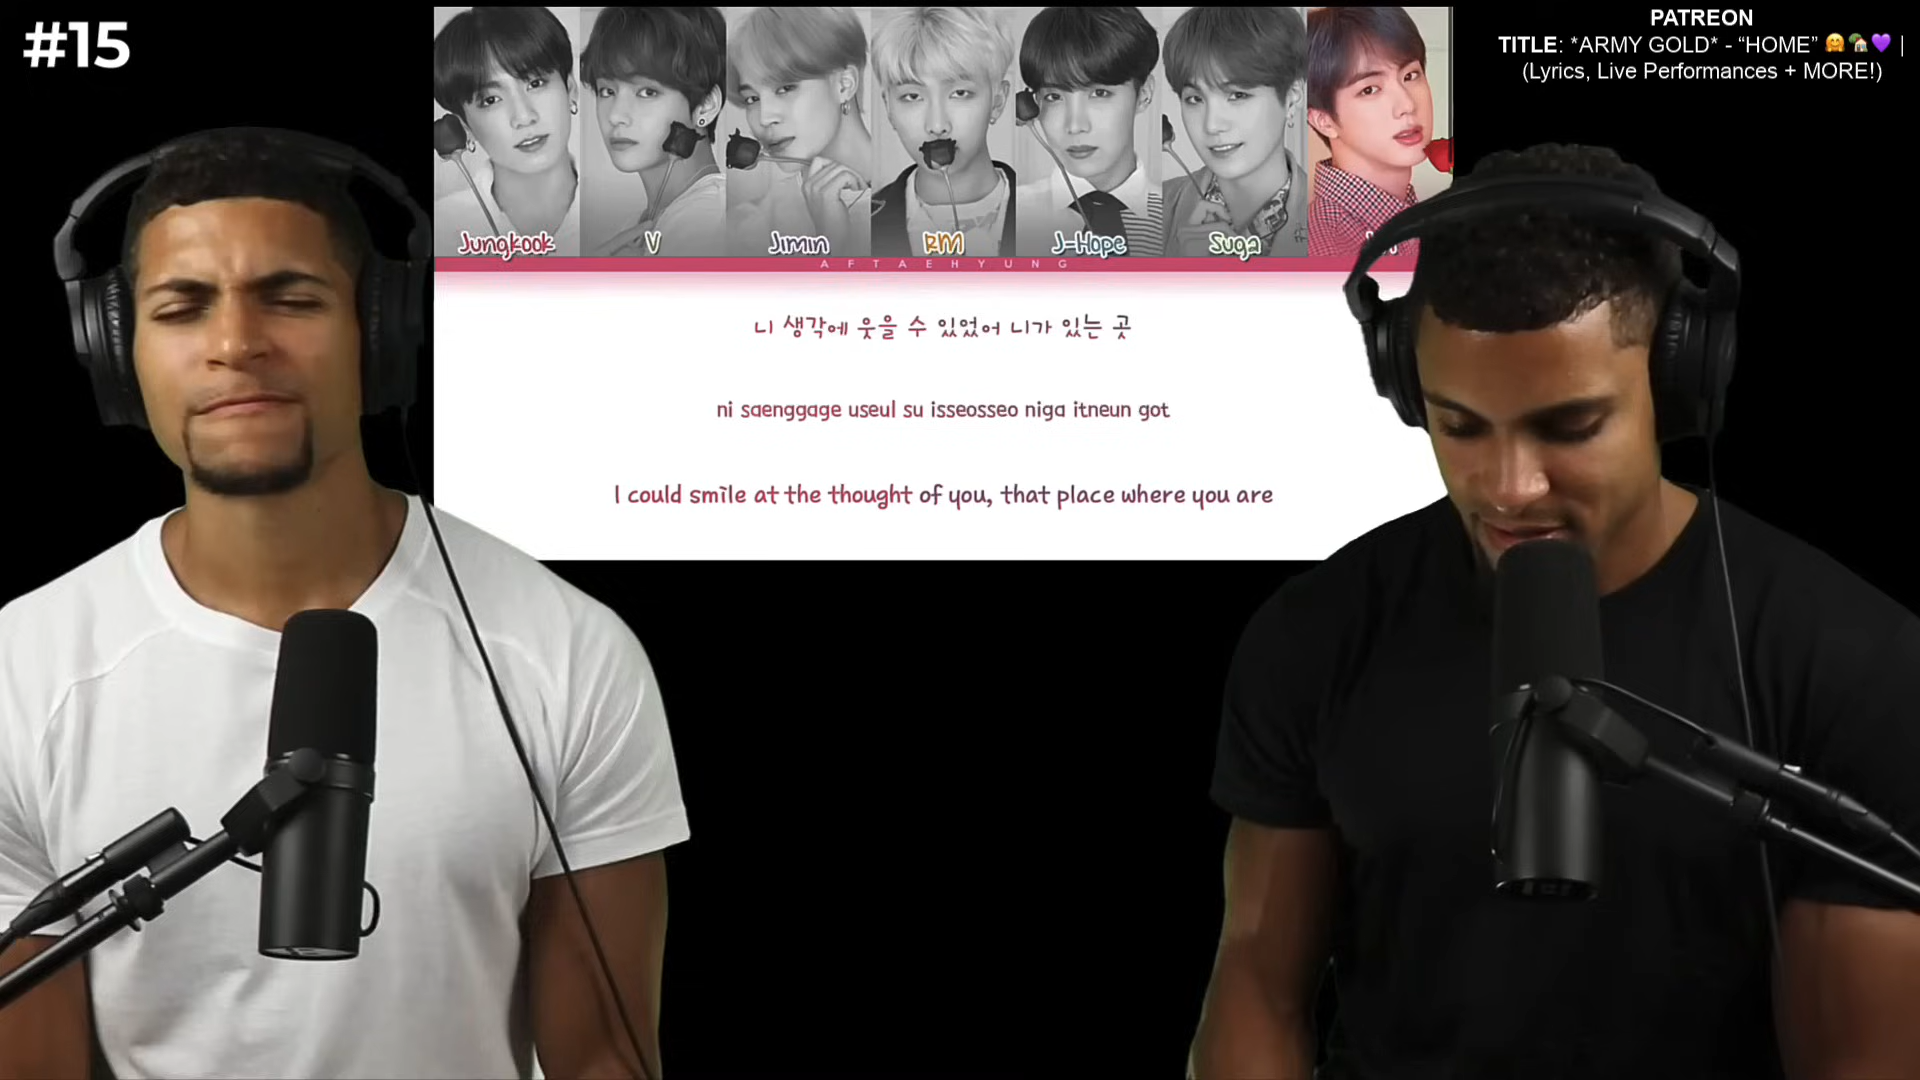 #15
PATREON
TITLE: *ARMY GOLD* - “HOME” 🤗🏡💜 |
(Lyrics, Live Performances + MORE!)
Jungkook
V
Jimin
RM
J-Hope
Suga
AFTAEHYUNG
니 생각에 웃을 수 있었어 니가 있는 곳
ni saenggage useul su isseosseo niga itneun got
I could smile at the thought of you, that place where you are